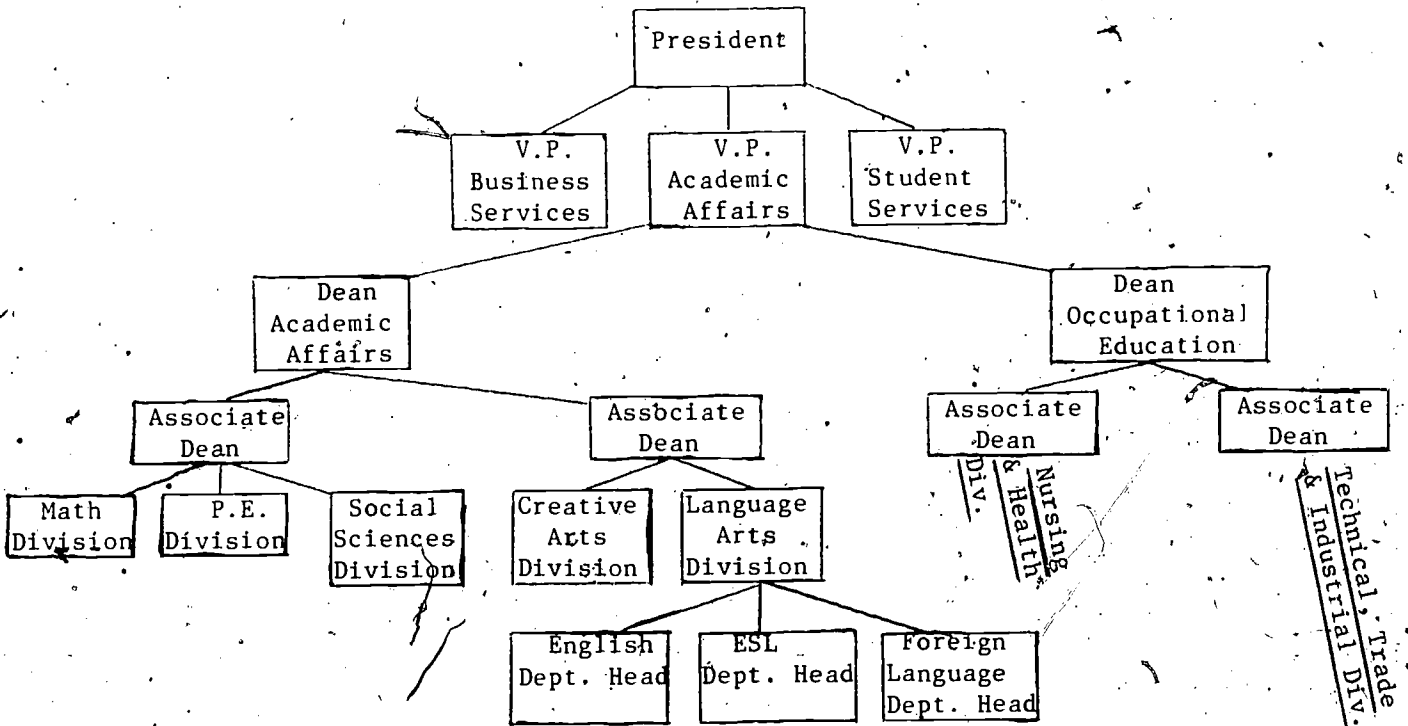 President
V.P.
Business
Services
V.P.
Academic
Affairs
V.P.
Student
Services
Dean
Academic
Affairs
Dean
Occupational
Education
Associate
Dean
Associate
Dean
Associate
Dean
Associate
Dean
Math
Division
P.E.
Division
Social
Sciences
Division
Creative
Arts
Division
Language
Arts
Division
Nursing
& Health
Div.
Technical, Trade
& Industrial Div.
English
Dept. Head
ESL
Dept. Head
Foreign
Language
Dept. Head